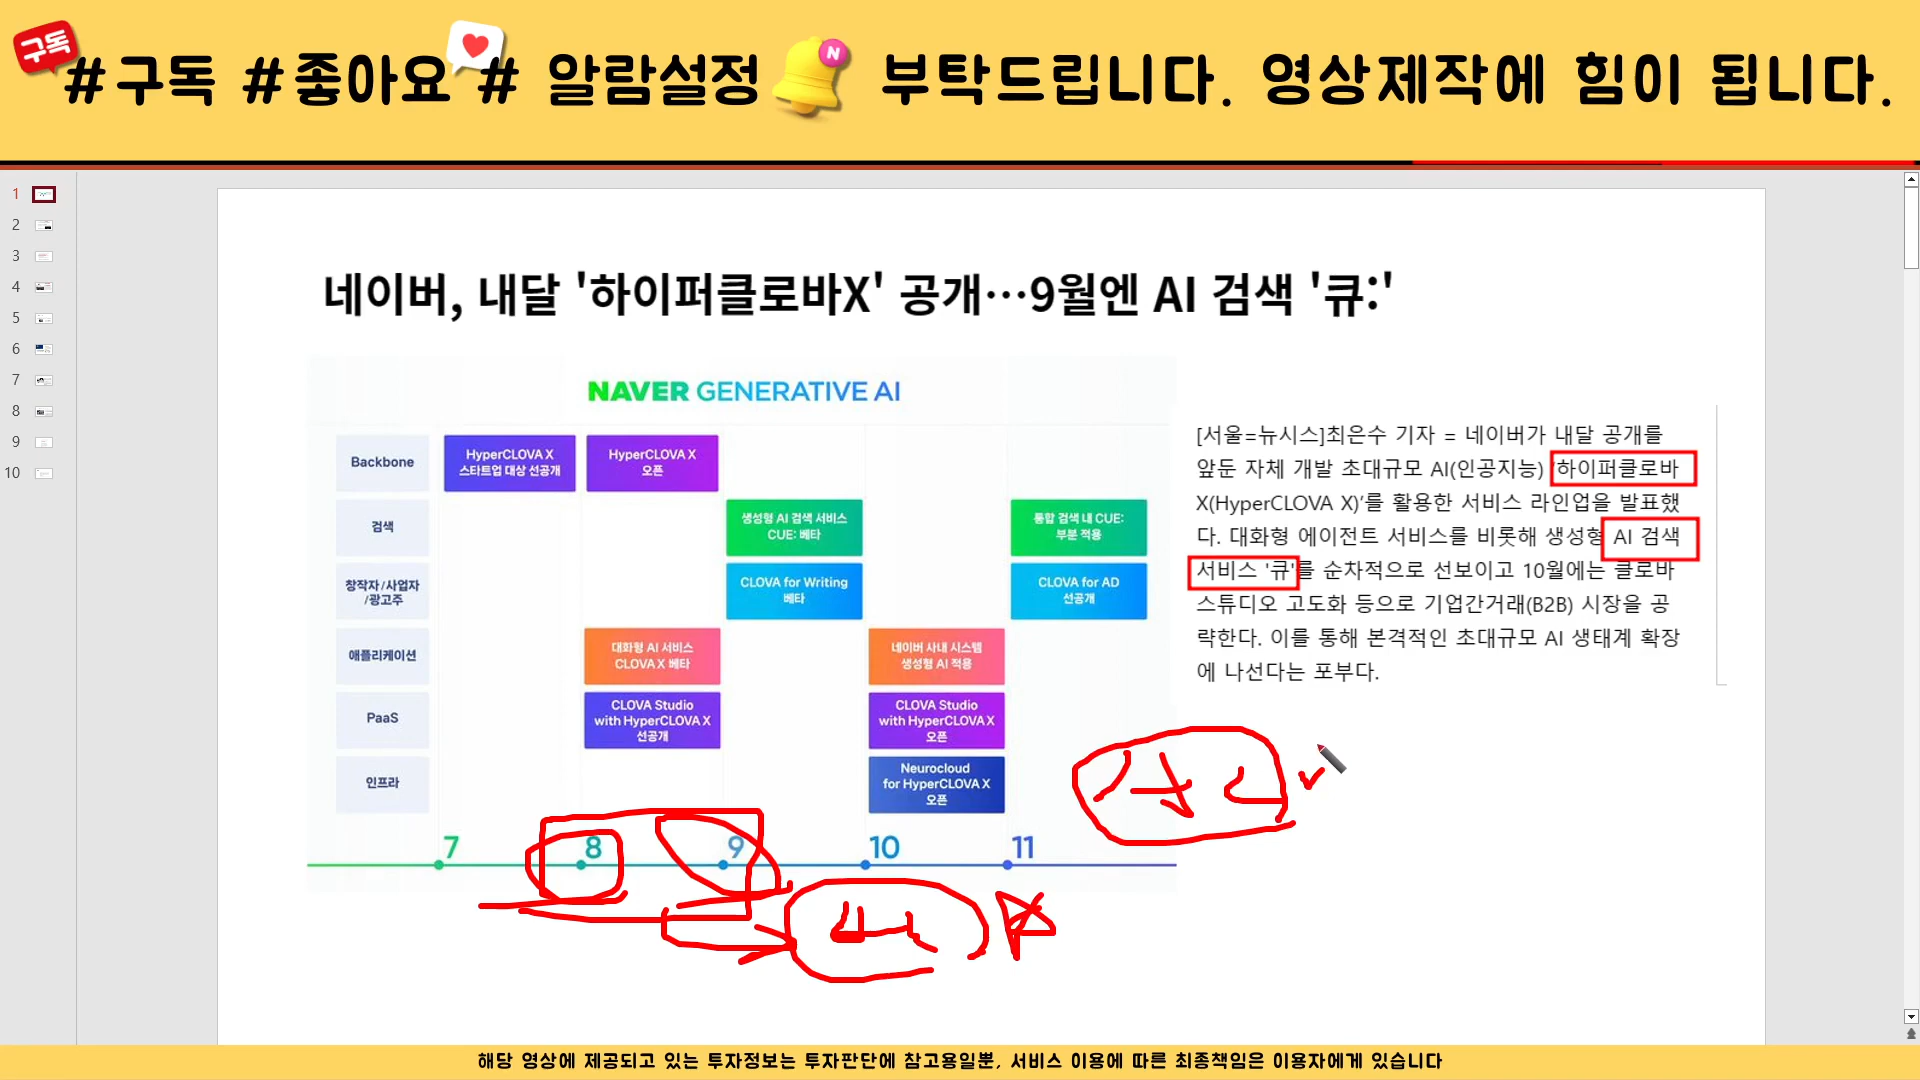 구독
#구독 #좋아요 # 알람설정 N 부탁드립니다. 영상제작에 힘이 됩니다.
1
2
3
4
5
6
7
8
9
10
네이버, 내달 '하이퍼클로바X' 공개…9월엔 AI 검색 '큐:'
NAVER GENERATIVE AI
Backbone
HyperCLOVA X
스타트업 대상 선공개
HyperCLOVA X
오픈
검색
생성형 AI 검색 서비스
CUE: 베타
통합 검색 내 CUE:
부분 적용
창작자/사업자
/광고주
CLOVA for Writing
베타
CLOVA for AD
선공개
애플리케이션
대화형 AI 서비스
CLOVA X 베타
네이버 사내 시스템
생성형 AI 적용
PaaS
CLOVA Studio
with HyperCLOVA X
선공개
CLOVA Studio
with HyperCLOVA X
오픈
인프라
Neurocloud
for HyperCLOVA X
오픈
7
8
9
10
11
[서울=뉴시스]최은수 기자 = 네이버가 내달 공개를
앞둔 자체 개발 초대규모 AI(인공지능) '하이퍼클로바
X(HyperCLOVA X)'를 활용한 서비스 라인업을 발표했
다. 대화형 에이전트 서비스를 비롯해 생성형 AI 검색
서비스 '큐'를 순차적으로 선보이고 10월에는 클로바
스튜디오 고도화 등으로 기업간거래(B2B) 시장을 공
략한다. 이를 통해 본격적인 초대규모 AI 생태계 확장
에 나선다는 포부다.
해당 영상에 제공되고 있는 투자정보는 투자판단에 참고용일뿐, 서비스 이용에 따른 최종책임은 이용자에게 있습니다